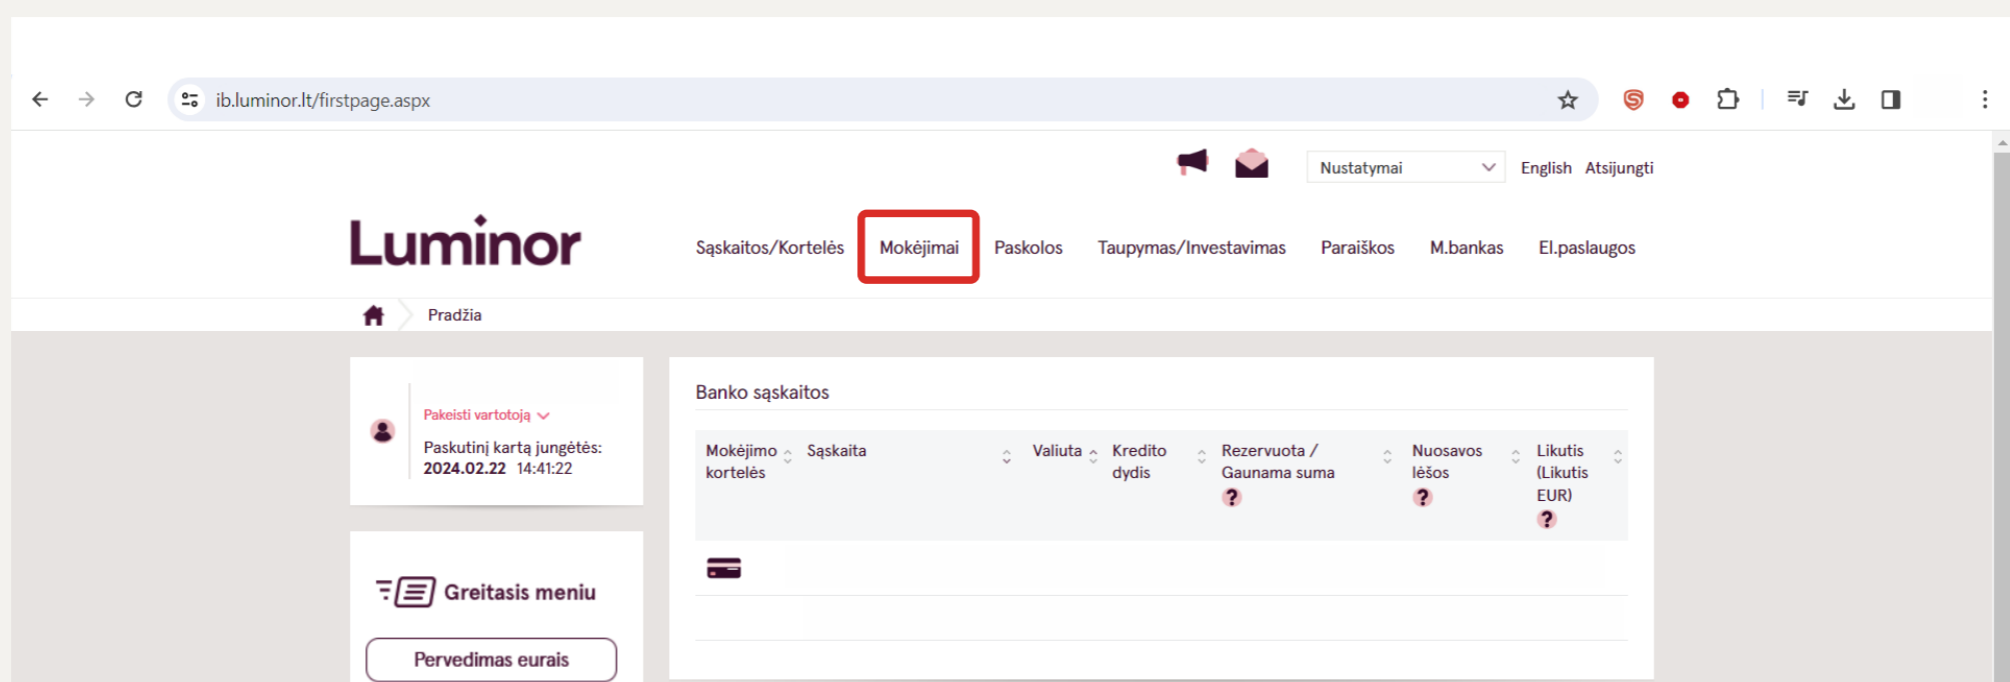 ib.luminor.lt/firstpage.aspx
Nustatymai English Atsijungti
Luminor
Sąskaitos/Kortelės Mokėjimai Paskolos Taupymas/Investavimas Paraiškos M.bankas El.paslaugos
Pradžia
Pakeisti vartotoją
Paskutinį kartą jungėtės:
2024.02.22 14:41:22
Greitasis meniu
Pervedimas eurais
Banko sąskaitos
Mokėjimo Sąskaita Valiuta Kredito Rezervuota / Nuosavos Likutis
kortelės dydis Gaunama suma lėšos (Likutis
? ? EUR)
?